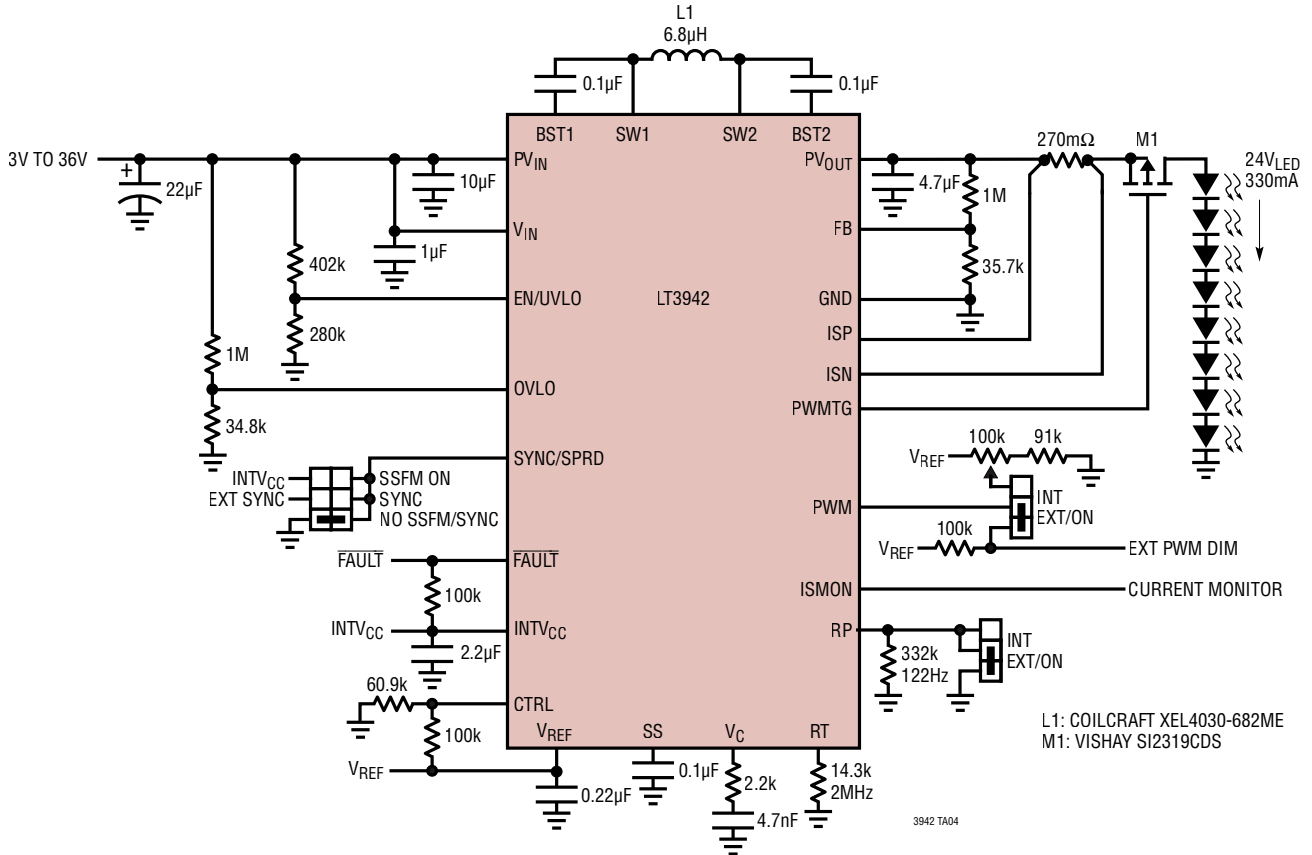 L1
6.8µH
0.1µF
0.1µF
BST1
SW1
SW2
BST2
3V TO 36V
+
22µF
10µF
PVIN
PVOUT
4.7µF
1M
270mΩ
M1
24VLED
330mA
1µF
VIN
FB
402k
35.7k
EN/UVLO
LT3942
GND
280k
ISP
1M
ISN
OVLO
PWMTG
34.8k
SYNC/SPRD
VREF
100k
91k
INTVCC
SSFM ON
EXT SYNC
SYNC
NO SSFM/SYNC
PWM
INT
EXT/ON
VREF
100k
EXT PWM DIM
FAULT
FAULT
100k
ISMON
CURRENT MONITOR
INTVCC
INTVCC
2.2µF
RP
332k
122Hz
INT
EXT/ON
60.9k
CTRL
100k
VREF
VREF
0.22µF
SS
0.1µF
VC
2.2k
4.7nF
RT
14.3k
2MHz
L1: COILCRAFT XEL4030-682ME
M1: VISHAY SI2319CDS
3942 TA04